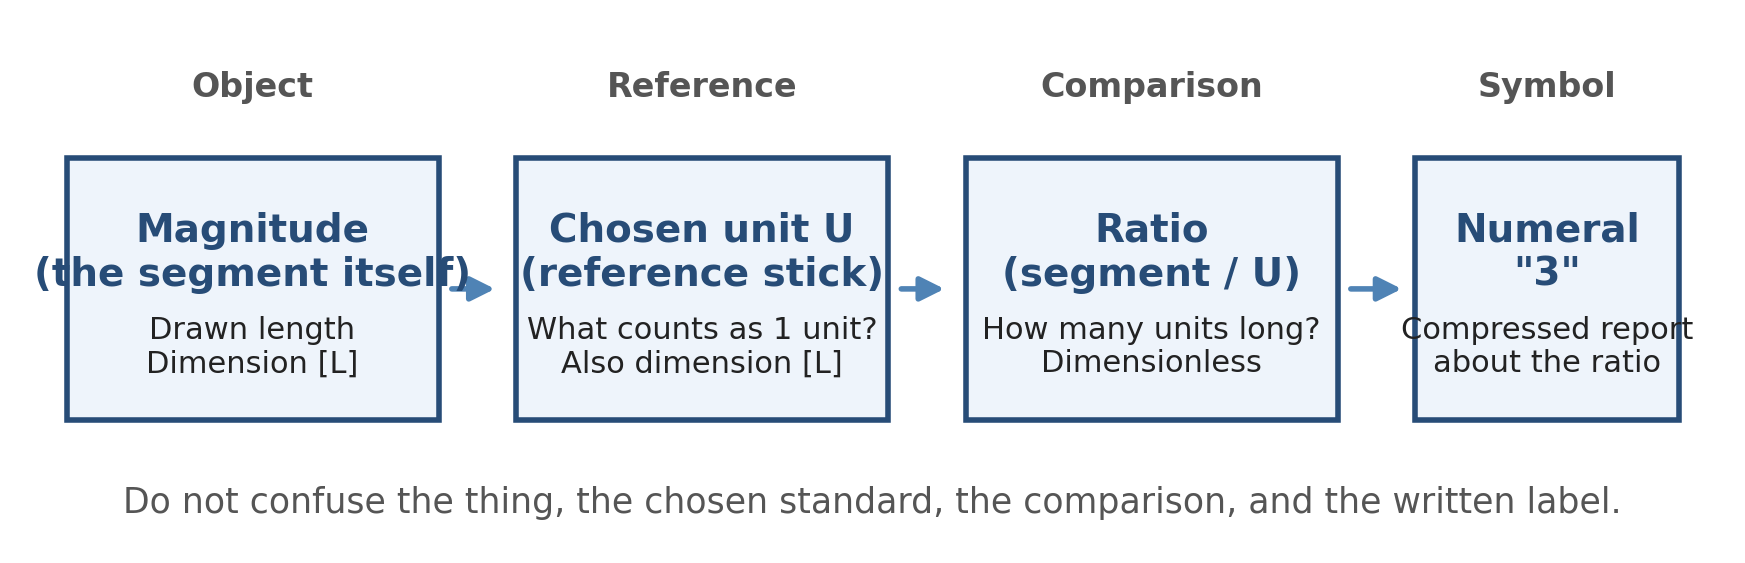 Object
Reference
Comparison
Symbol
Magnitude
(the segment itself)
Drawn length
Dimension [L]
Chosen unit U
(reference stick)
What counts as 1 unit?
Also dimension [L]
Ratio
(segment / U)
How many units long?
Dimensionless
Numeral
"3"
Compressed report
about the ratio
Do not confuse the thing, the chosen standard, the comparison, and the written label.